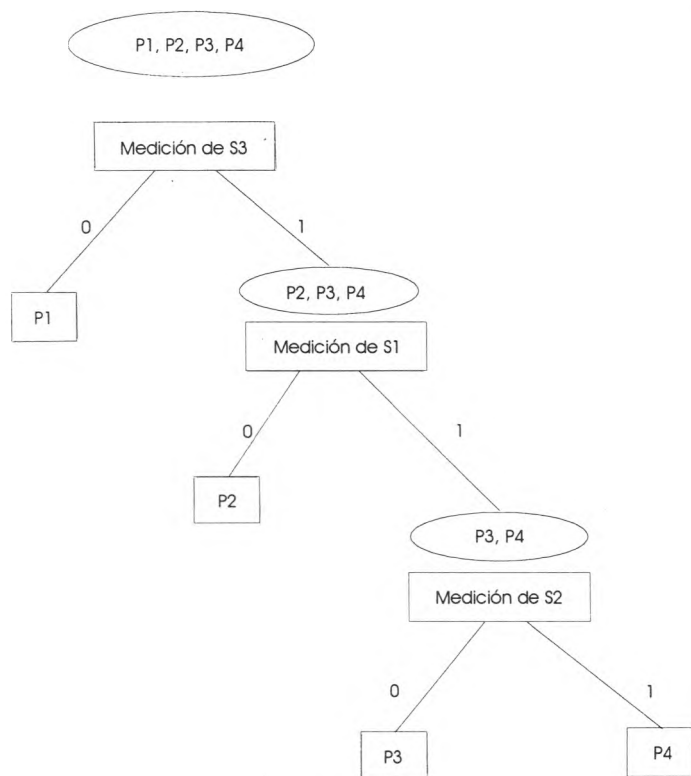 P1, P2, P3, P4
Medición de S3
0
1
P1
P2, P3, P4
Medición de S1
0
1
P2
P3, P4
Medición de S2
0
1
P3
P4